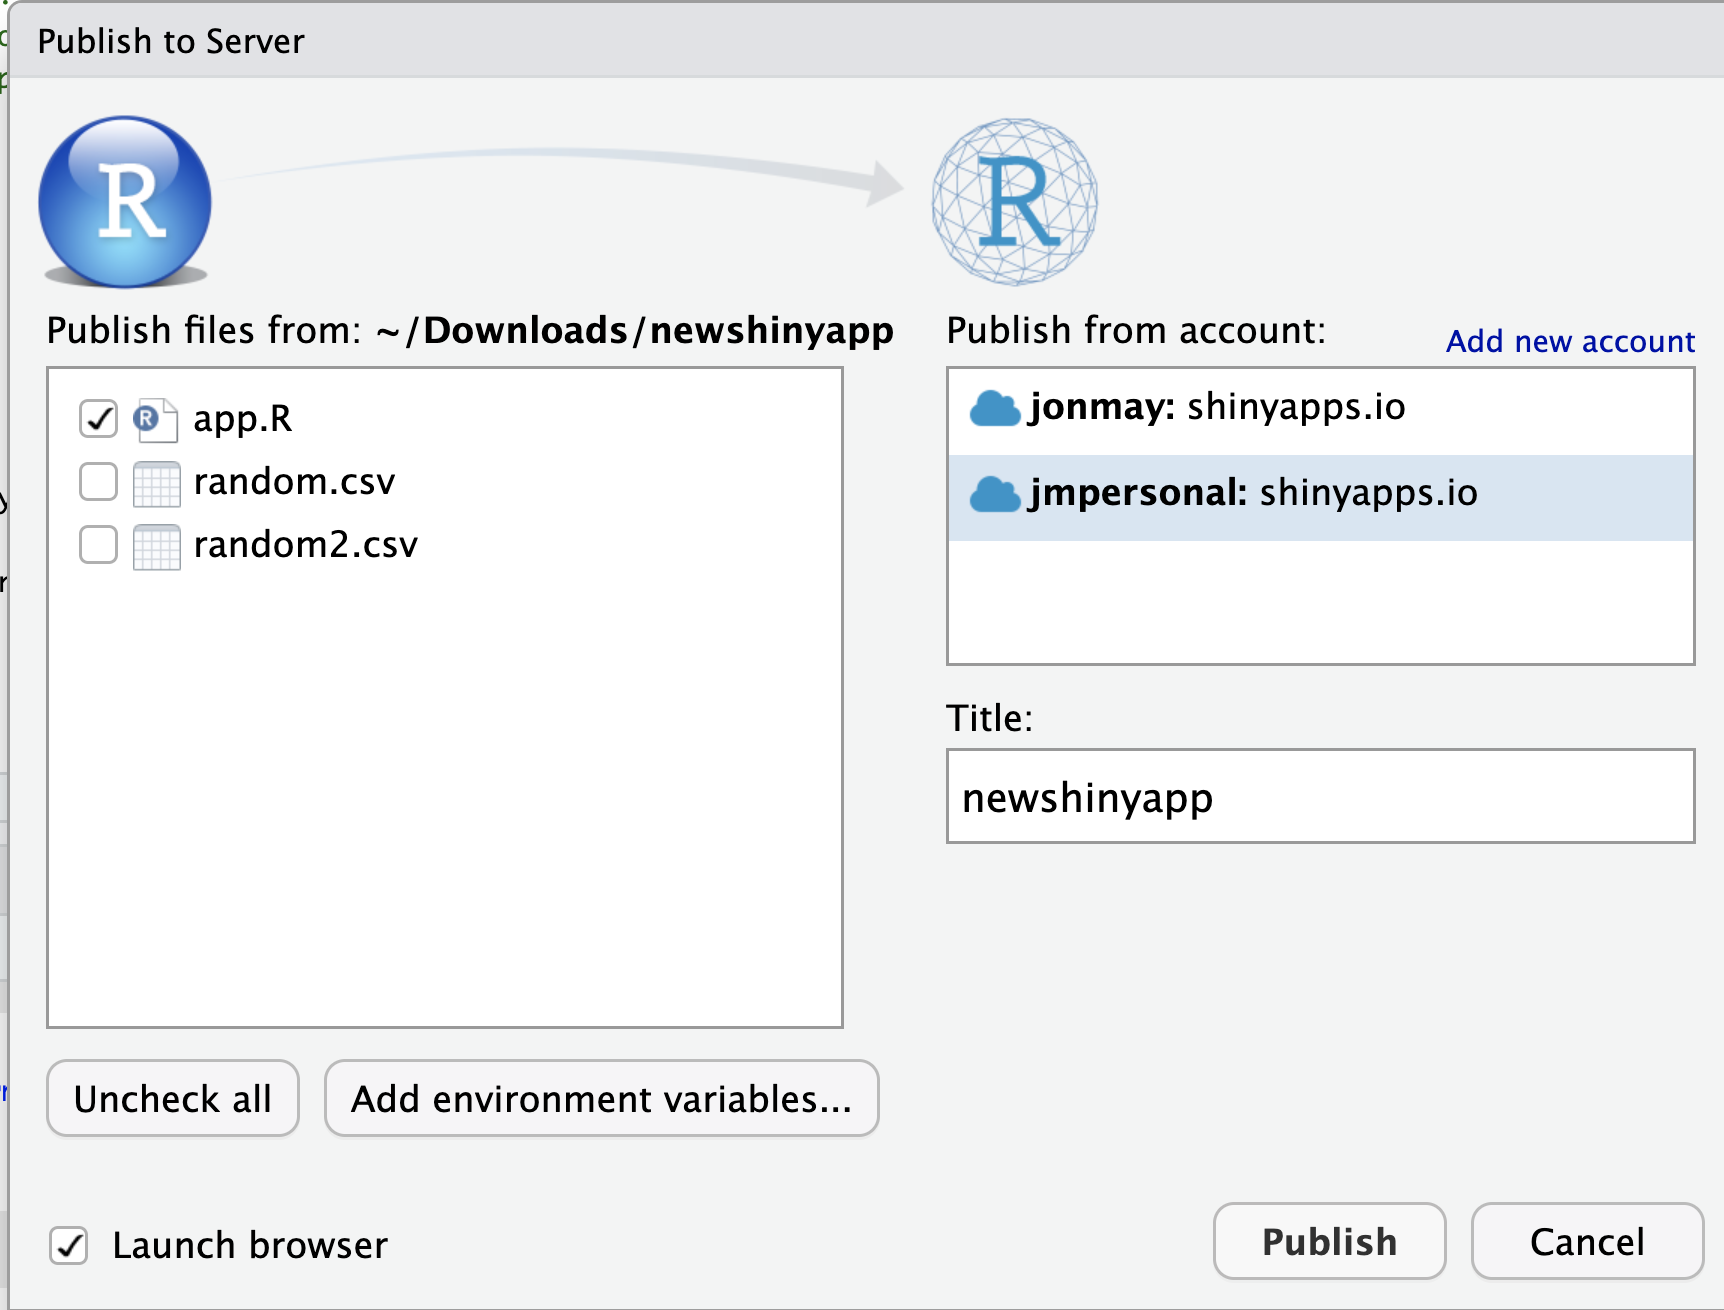 Publish to Server
R
R
Publish files from: ~/Downloads/newshinyapp
app.R
random.csv
random2.csv
Uncheck all
Add environment variables...
Launch browser
Publish from account:
Add new account
jonmay: shinyapps.io
jmpersonal: shinyapps.io
Title:
newshinyapp
Publish
Cancel